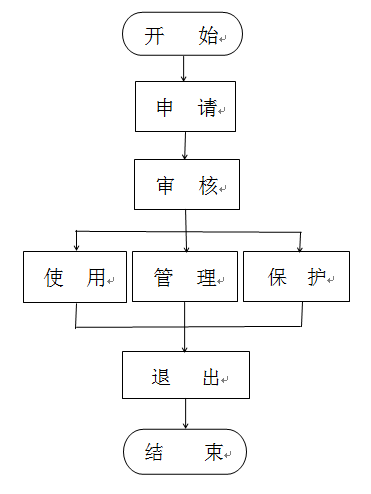 开 始
申 请
审 核
使 用
管 理
保 护
退 出
结 束